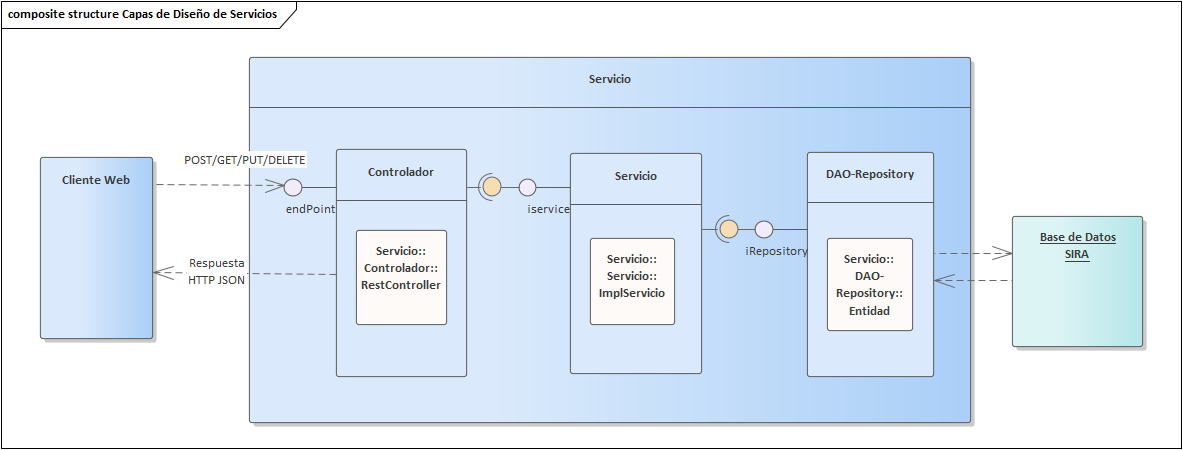 composite structure Capas de Diseño de Servicios
Servicio
POST/GET/PUT/DELETE
Cliente Web
endPoint
Respuesta
HTTP JSON
Controlador
Servicio::
Controlador::
RestController
iservice
Servicio
Servicio::
Servicio::
ImplServicio
iRepository
DAO-Repository
Servicio::
DAO-
Repository::
Entidad
Base de Datos
SIRA